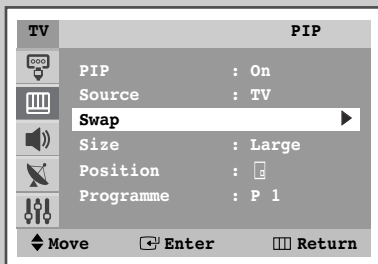 TV PIP
PIP : On
Source : TV
Swap
Size : Large
Position :
Programme : P 1
Move Enter Return